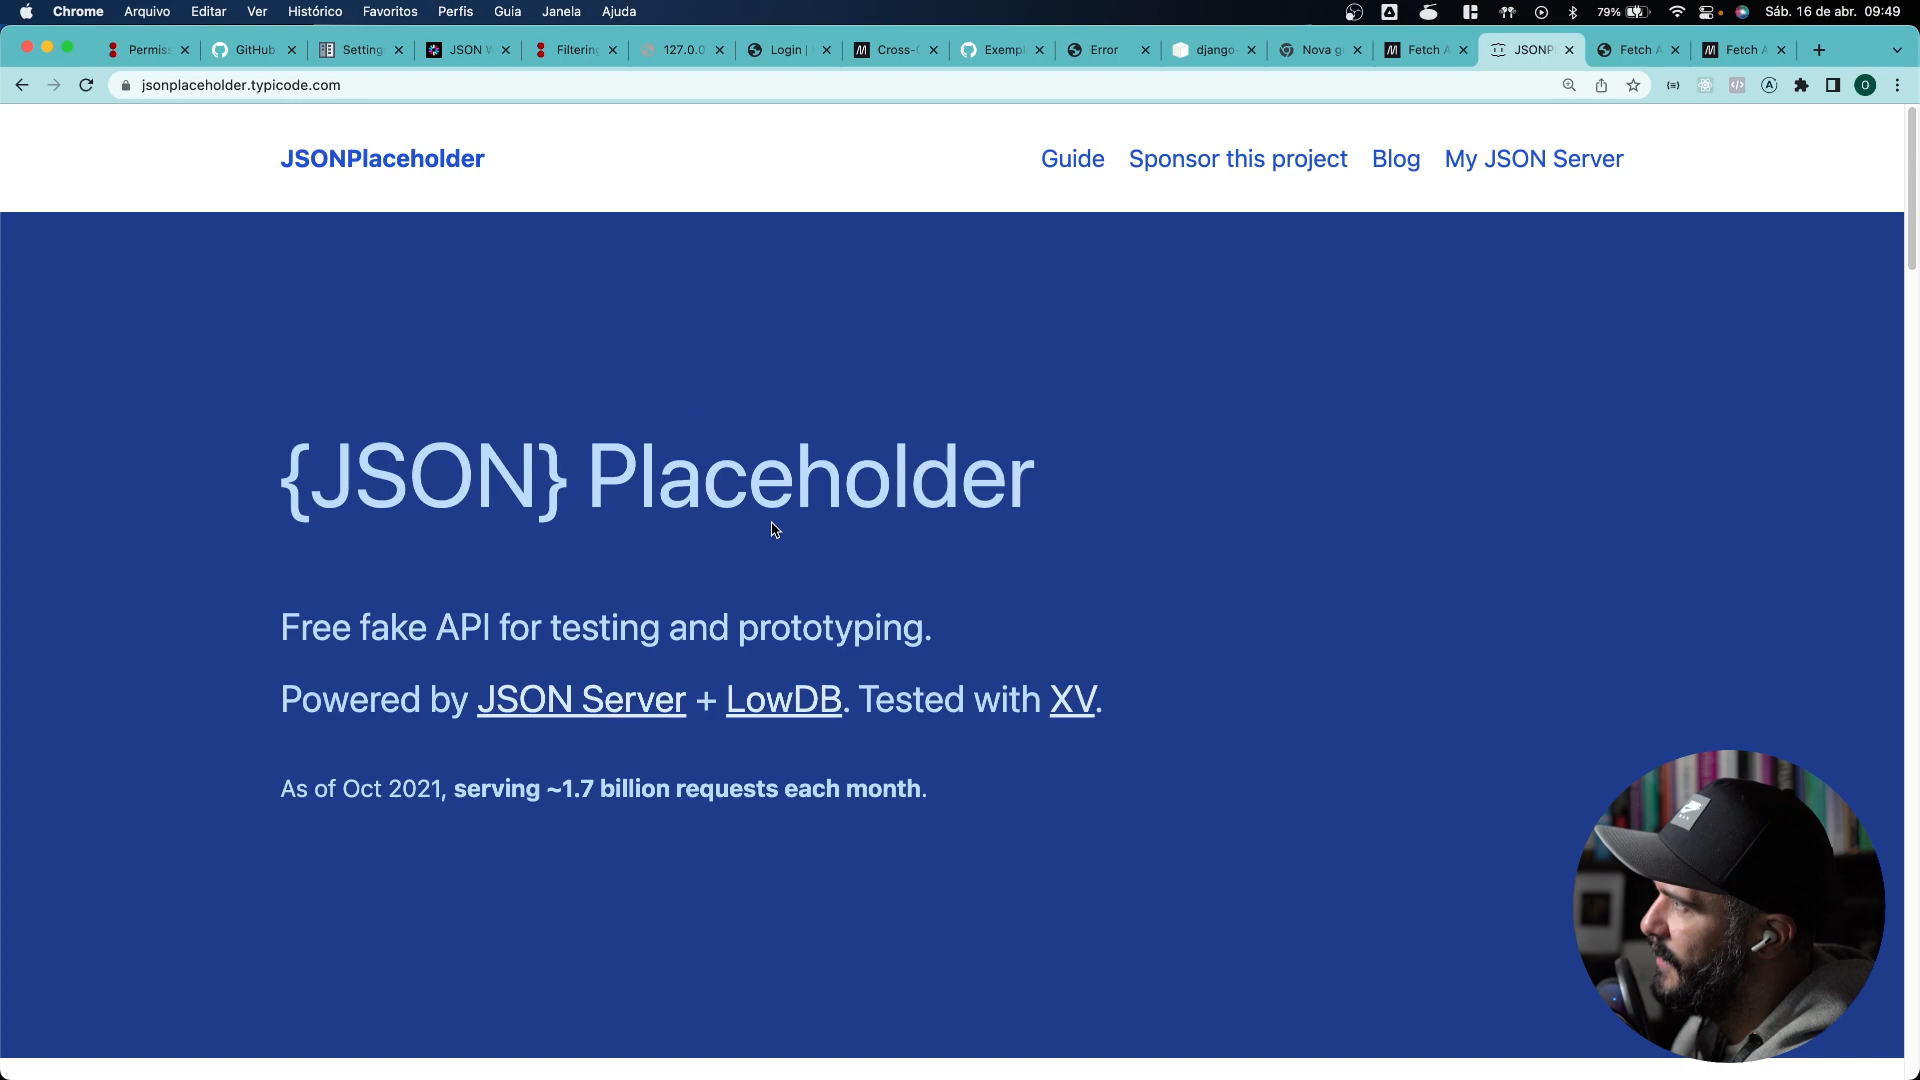 Chrome Arquivo Editar Ver Histórico Favoritos Perfis Guia Janela Ajuda 79% Sáb. 16 de abr. 09:49
Permiss GitHub Setting JSON W Filtering 127.0.0 Login | Cross-O Exempl Error django- Nova g Fetch A JSONPl Fetch A Fetch A
jsonplaceholder.typicode.com
JSONPlaceholder
Guide Sponsor this project Blog My JSON Server
{JSON} Placeholder
Free fake API for testing and prototyping.
Powered by JSON Server + LowDB. Tested with XV.
As of Oct 2021, serving ~1.7 billion requests each month.